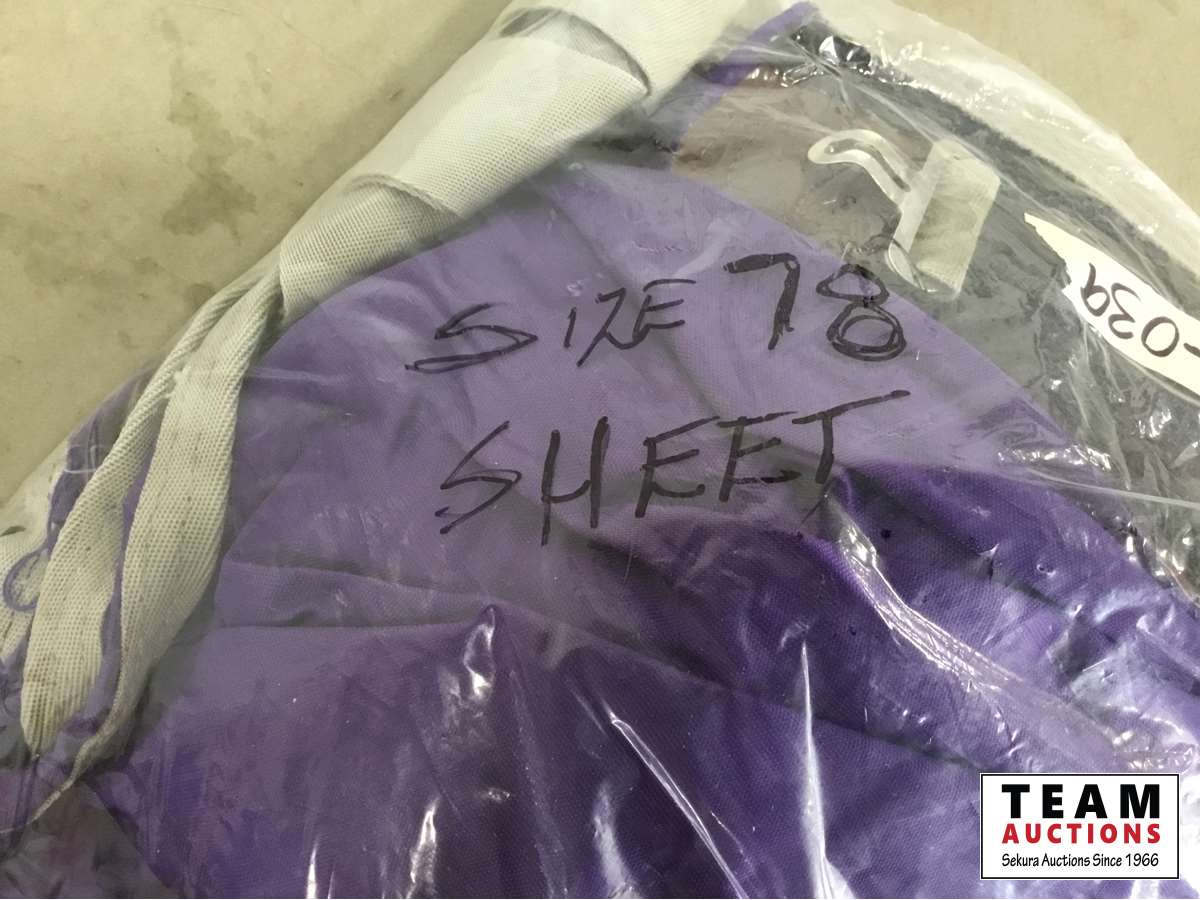 SIZE 78
SHEET
-039
TEAM
AUCTIONS
Sekura Auctions Since 1966